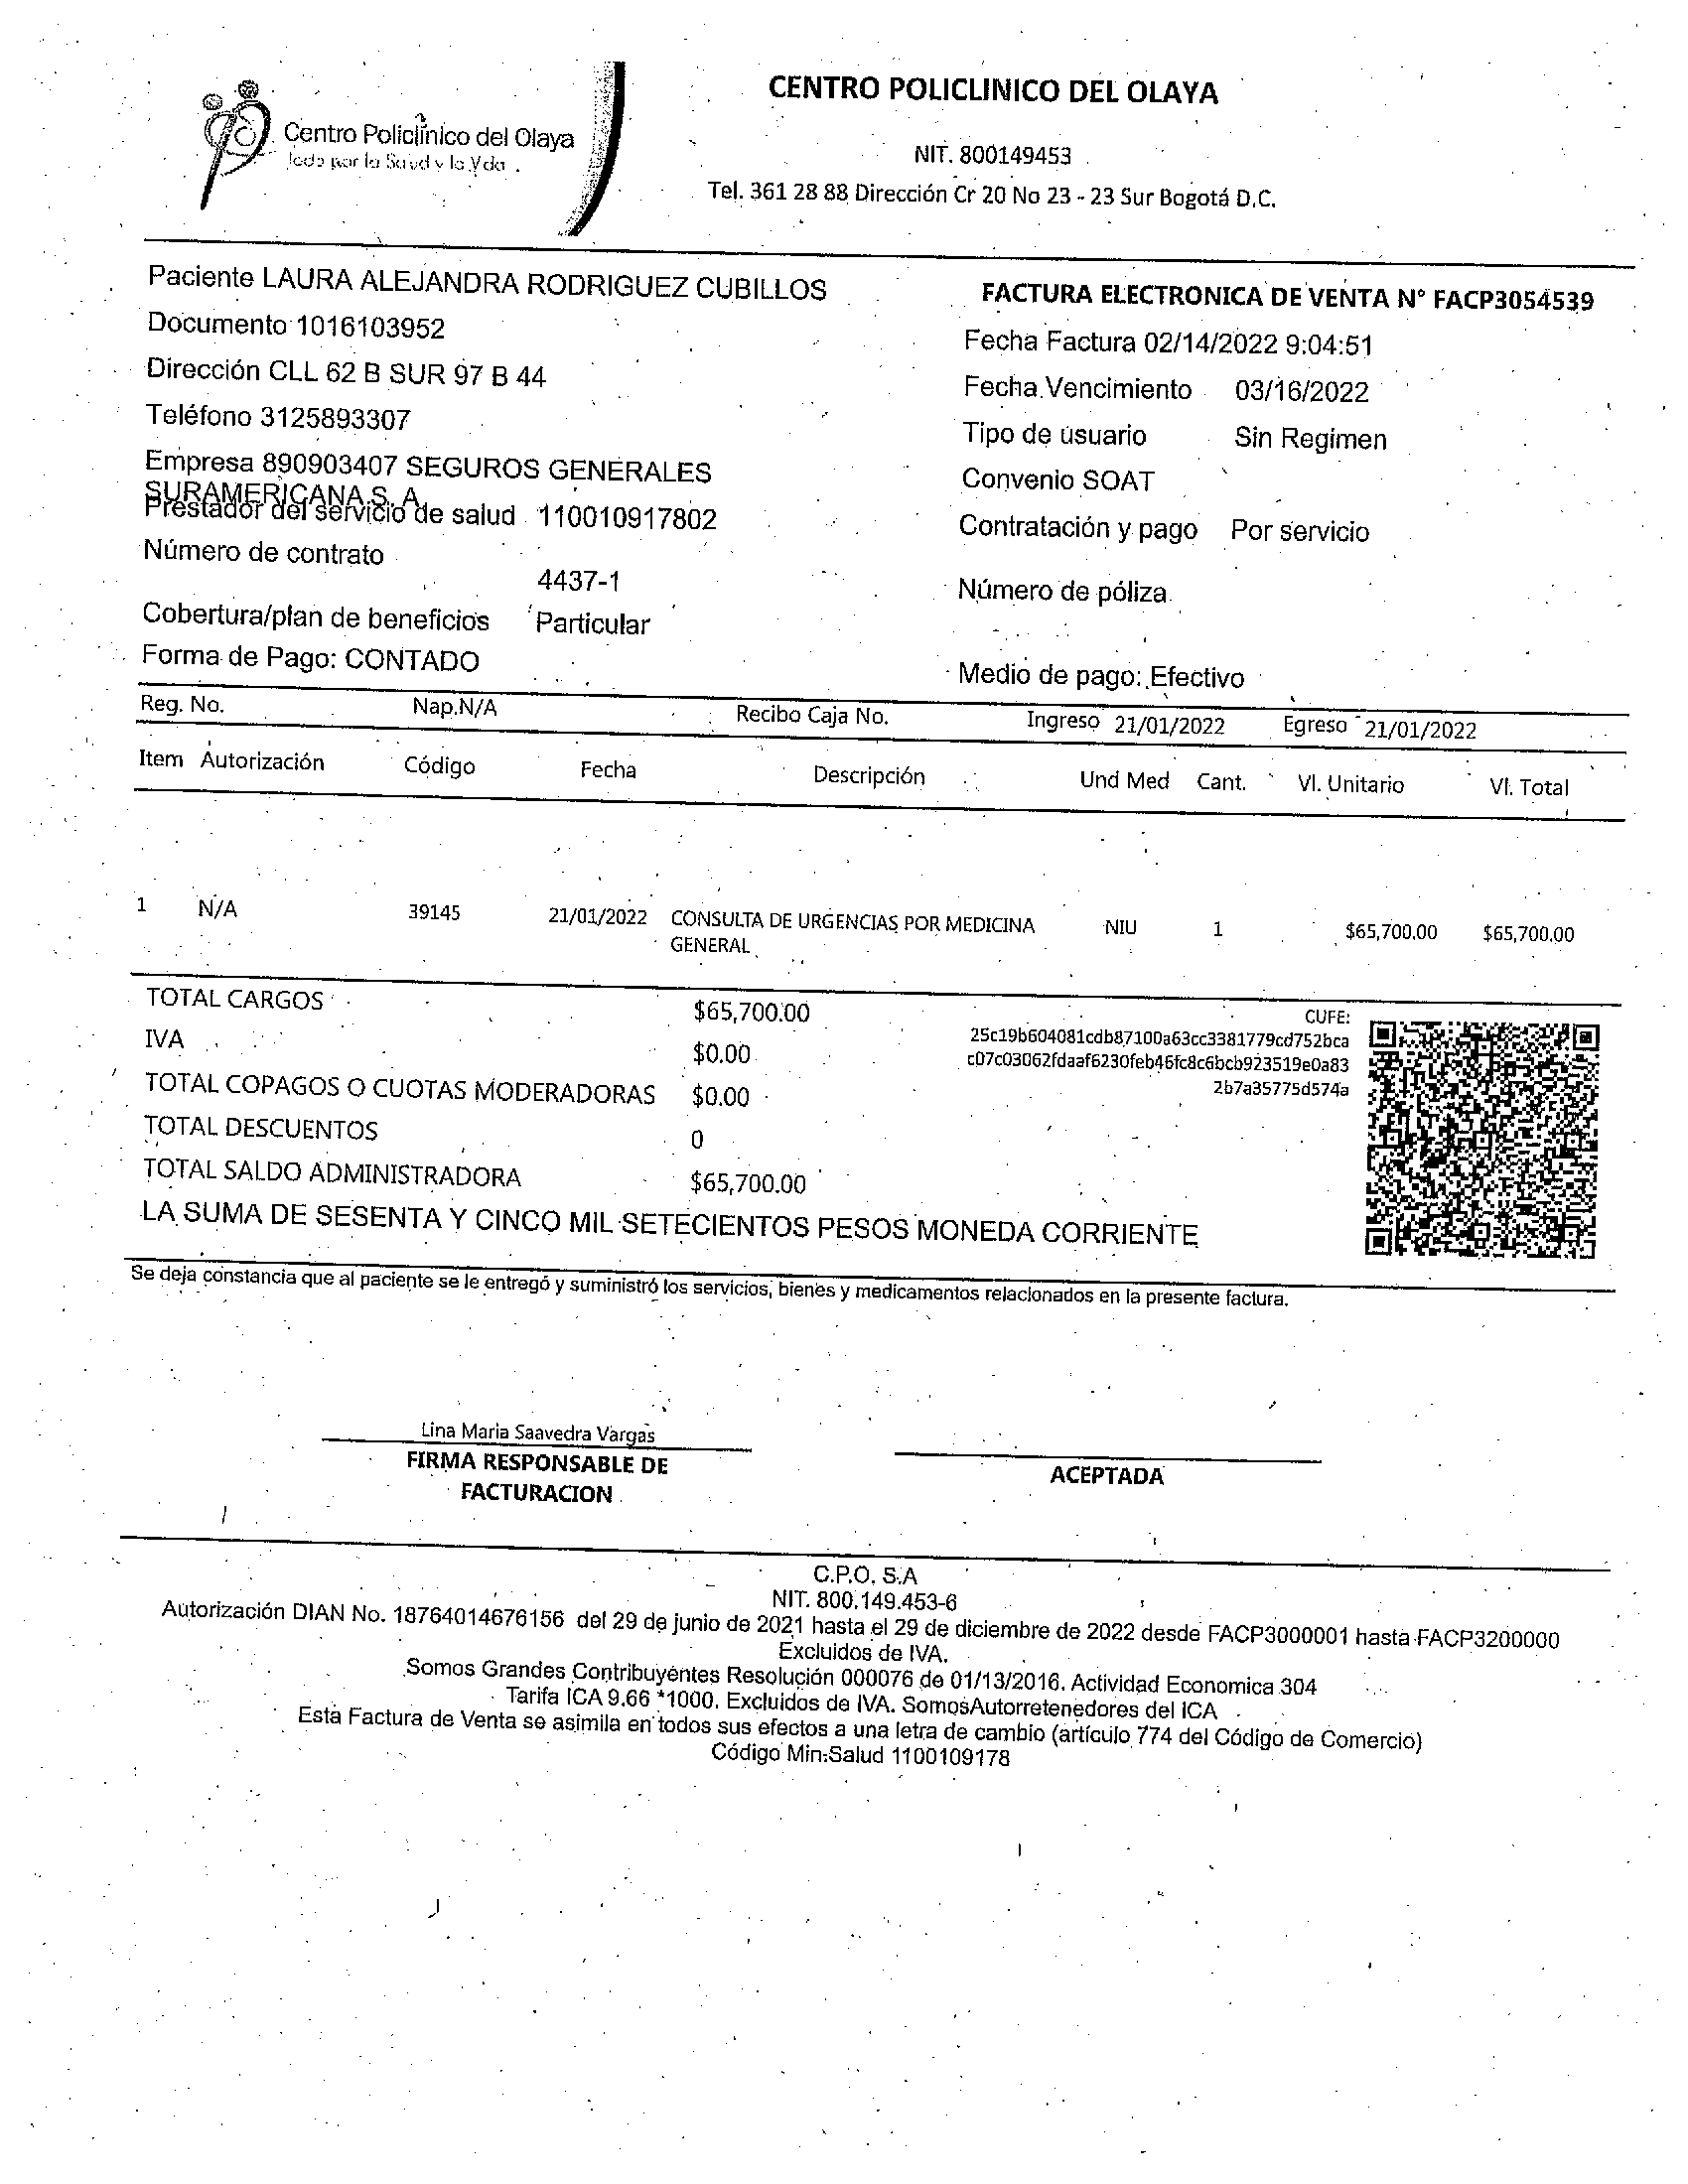 Centro Policlínico del Olaya
Todo por la Salud y la Vida
CENTRO POLICLINICO DEL OLAYA
NIT. 800149453
Tel. 361 28 88 Dirección Cr 20 No 23 - 23 Sur Bogotá D.C.
Paciente LAURA ALEJANDRA RODRIGUEZ CUBILLOS
Documento 1016103952
Dirección CLL 62 B SUR 97 B 44
Teléfono 3125893307
Empresa 890903407 SEGUROS GENERALES
SURAMERICANA S. A.
Prestador del servicio de salud 110010917802
Número de contrato
4437-1
Cobertura/plan de beneficios Particular
Forma de Pago: CONTADO
FACTURA ELECTRONICA DE VENTA N° FACP3054539
Fecha Factura 02/14/2022 9:04:51
Fecha Vencimiento 03/16/2022
Tipo de usuario Sin Regimen
Convenio SOAT
Contratación y pago Por servicio
Número de póliza
Medio de pago: Efectivo
Reg. No. Nap.N/A Recibo Caja No. Ingreso 21/01/2022 Egreso 21/01/2022
Item Autorización Código Fecha Descripción Und Med Cant. Vl. Unitario Vl. Total
1 N/A 39145 21/01/2022 CONSULTA DE URGENCIAS POR MEDICINA NIU 1 $65,700.00 $65,700.00
GENERAL
TOTAL CARGOS $65,700.00
IVA $0.00
TOTAL COPAGOS O CUOTAS MODERADORAS $0.00
TOTAL DESCUENTOS 0
TOTAL SALDO ADMINISTRADORA $65,700.00
LA SUMA DE SESENTA Y CINCO MIL SETECIENTOS PESOS MONEDA CORRIENTE
CUFE:
25c19b604081cdb87100a63cc3381779cd752bca
c07c03062fdaaf6230feb46fc8c6bcb923519e0a83
2b7a35775d574a
Se deja constancia que al paciente se le entregó y suministró los servicios, bienes y medicamentos relacionados en la presente factura.
Lina Maria Saavedra Vargas
FIRMA RESPONSABLE DE
FACTURACION
ACEPTADA
C.P.O. S.A
NIT. 800.149.453-6
Autorización DIAN No. 18764014676156 del 29 de junio de 2021 hasta el 29 de diciembre de 2022 desde FACP3000001 hasta FACP3200000
Excluidos de IVA.
Somos Grandes Contribuyentes Resolución 000076 de 01/13/2016. Actividad Economica 304
Tarifa ICA 9.66 *1000. Excluidos de IVA. SomosAutorretenedores del ICA
Esta Factura de Venta se asimila en todos sus efectos a una letra de cambio (artículo 774 del Código de Comercio)
Código Min.Salud 1100109178